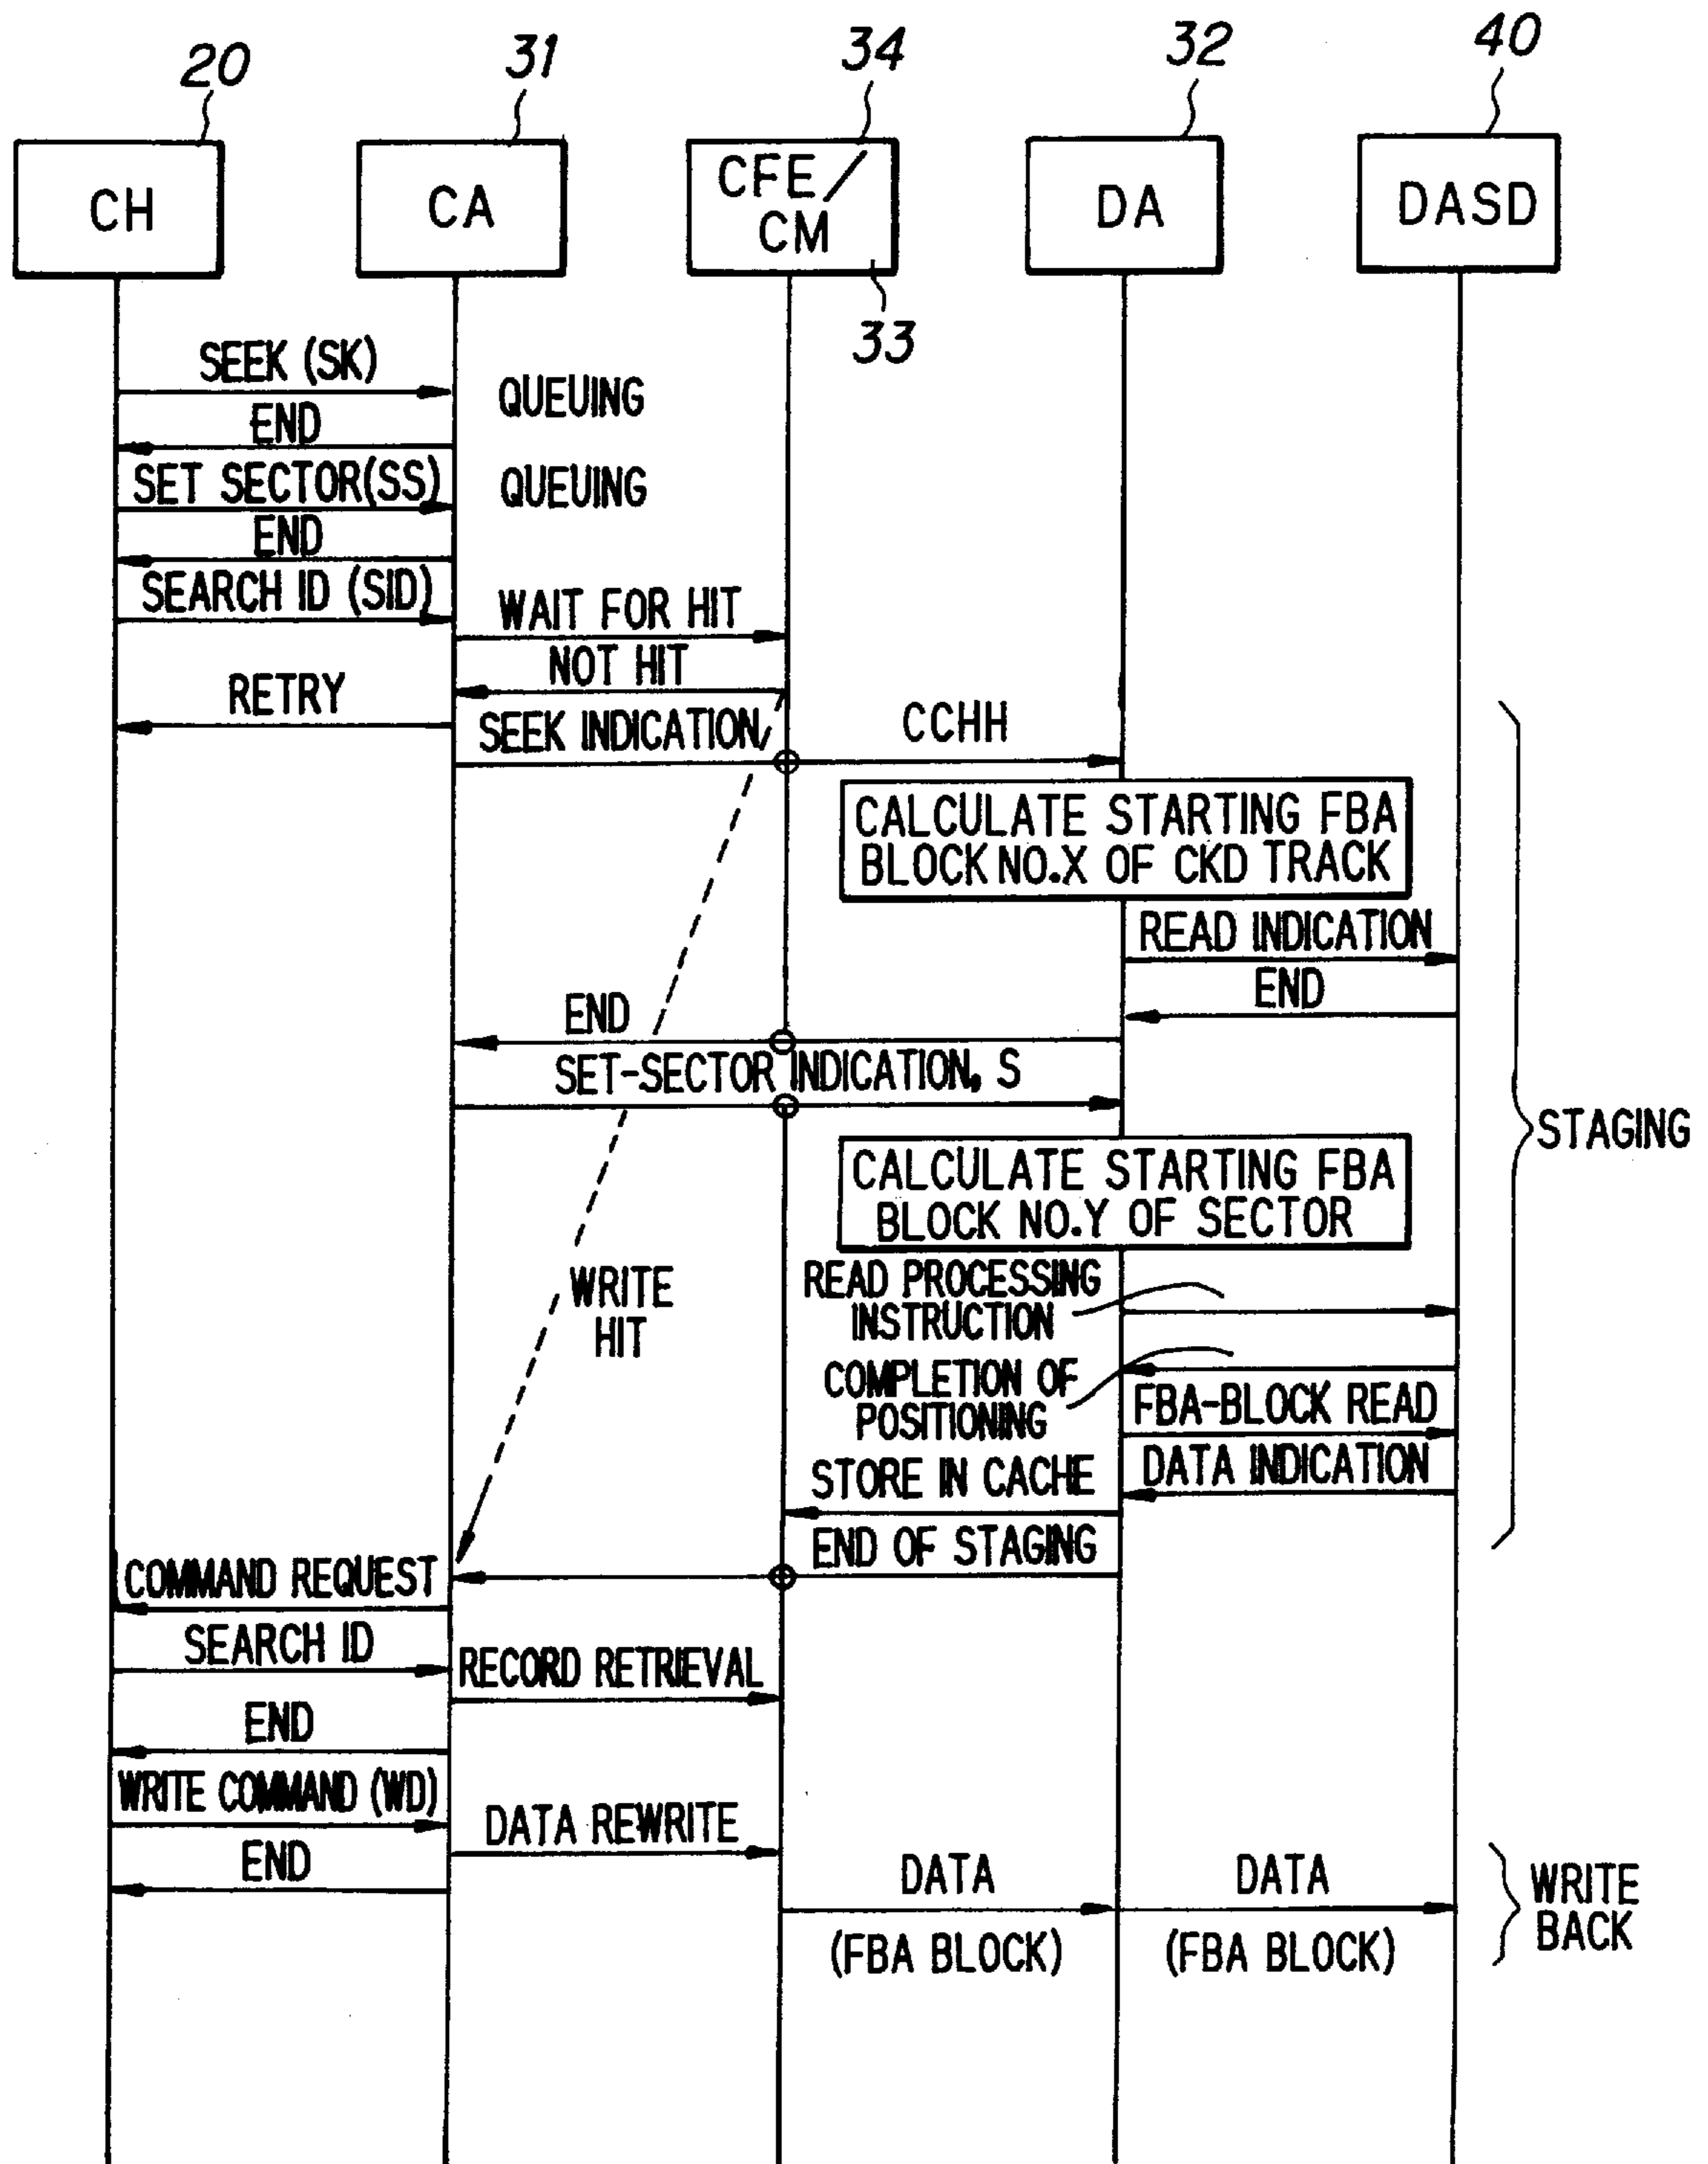 20
31
34
32
40
CH
CA
CFE/
CM
DA
DASD
33
SEEK (SK)
QUEUING
END
SET SECTOR(SS)
QUEUING
END
SEARCH ID (SID)
WAIT FOR HIT
NOT HIT
RETRY
SEEK INDICATION,
CCHH
CALCULATE STARTING FBA
BLOCK NO.X OF CKD TRACK
READ INDICATION
END
END
SET-SECTOR INDICATION, S
STAGING
CALCULATE STARTING FBA
BLOCK NO.Y OF SECTOR
WRITE
HIT
READ PROCESSING
INSTRUCTION
COMPLETION OF
POSITIONING
FBA-BLOCK READ
DATA INDICATION
STORE IN CACHE
END OF STAGING
COMMAND REQUEST
SEARCH ID
RECORD RETRIEVAL
END
WRITE COMMAND (WD)
DATA REWRITE
END
DATA
(FBA BLOCK)
DATA
(FBA BLOCK)
WRITE
BACK